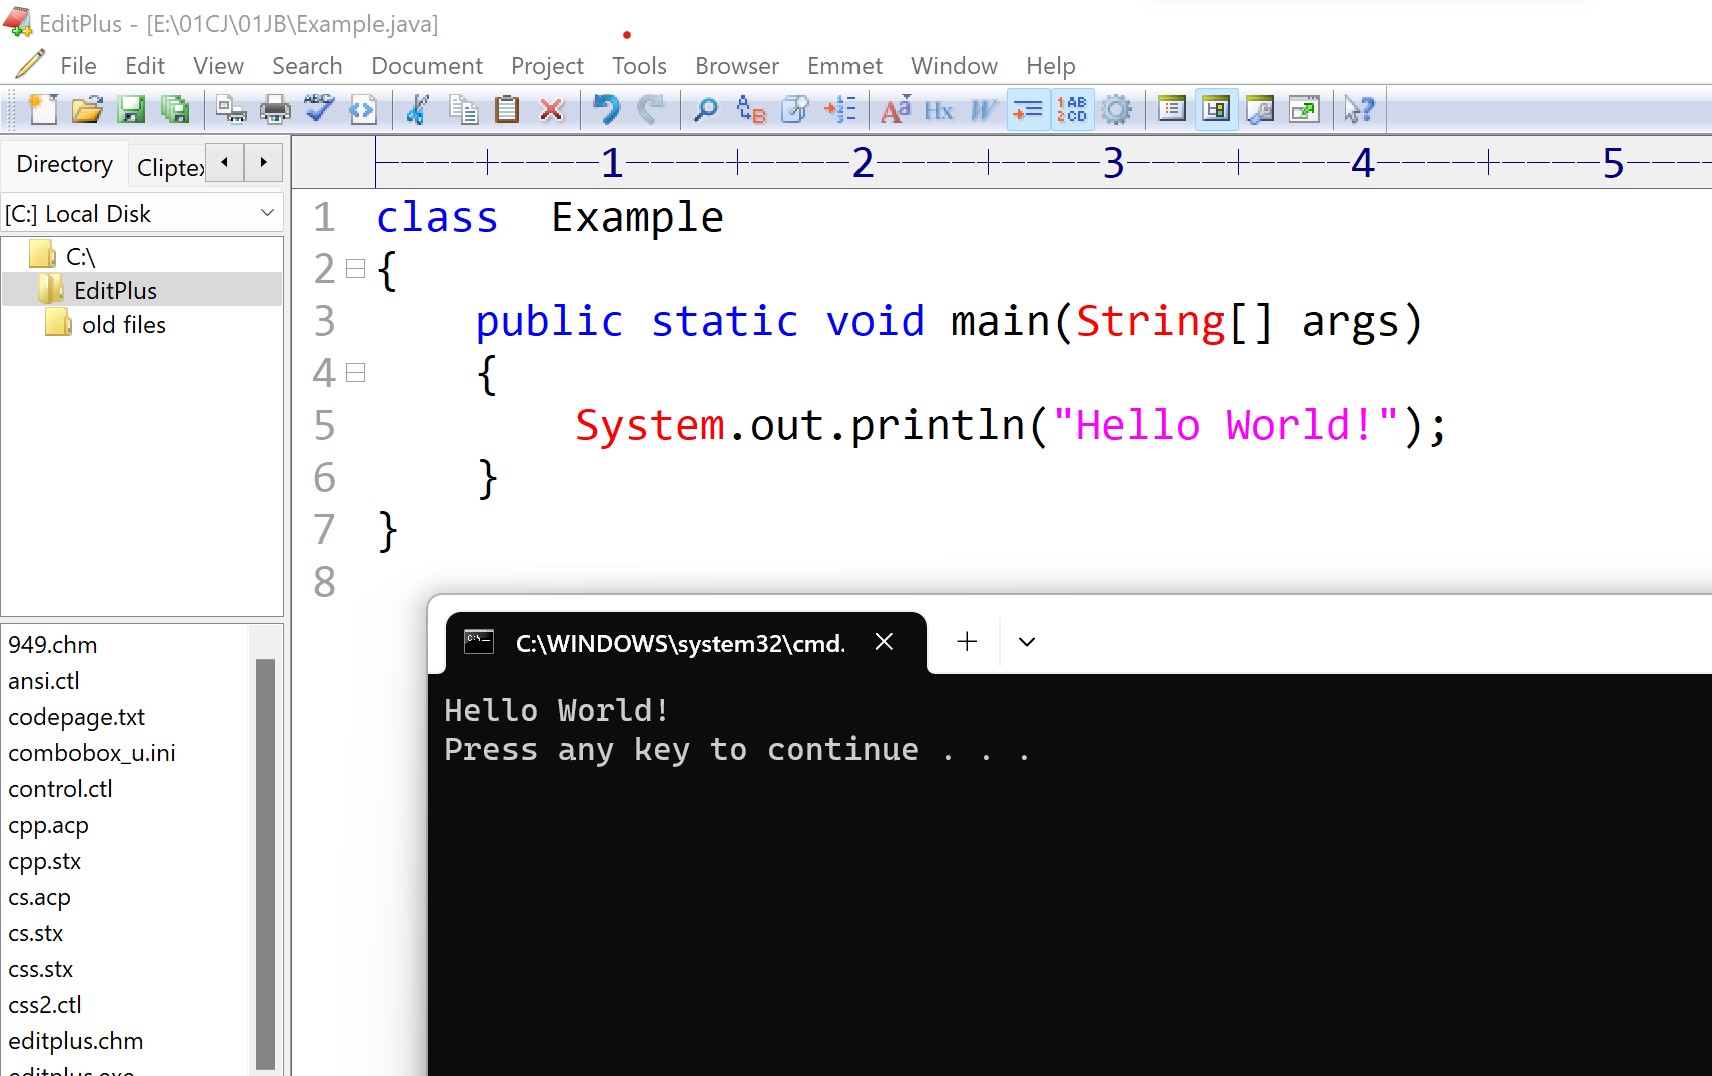 EditPlus - [E:\01CJ\01JB\Example.java]
File Edit View Search Document Project Tools Browser Emmet Window Help
Directory Cliptex
[C:] Local Disk
C:\
EditPlus
old files
949.chm
ansi.ctl
codepage.txt
combobox_u.ini
control.ctl
cpp.acp
cpp.stx
cs.acp
cs.stx
css.stx
css2.ctl
editplus.chm
editplus.exe
1 2 3 4 5
1 class  Example
2 {
3     public static void main(String[] args)
4     {
5         System.out.println("Hello World!");
6     }
7 }
8
C:\WINDOWS\system32\cmd.
Hello World!
Press any key to continue . . .